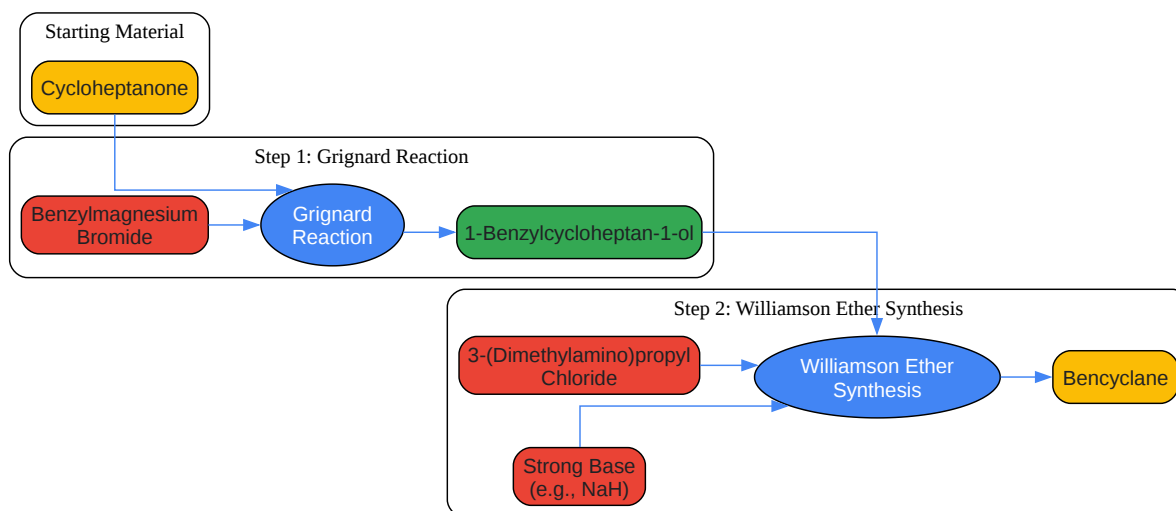 Starting Material
Cycloheptanone
Step 1: Grignard Reaction
Benzylmagnesium
Bromide
Grignard
Reaction
1-Benzylcycloheptan-1-ol
Step 2: Williamson Ether Synthesis
3-(Dimethylamino)propyl
Chloride
Williamson Ether
Synthesis
Bencyclane
Strong Base
(e.g., NaH)